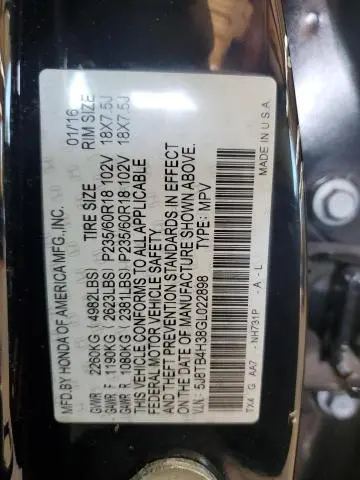 MFD.BY HONDA OF AMERICA MFG.,INC. 01/16
TIRE SIZE RIM SIZE
GVWR 2260KG (4982LBS)
GAWR F 1190KG (2623LBS) P235/60R18 102V 18X7.5J
GAWR R 1080KG (2381LBS) P235/60R18 102V 18X7.5J
THIS VEHICLE CONFORMS TO ALL APPLICABLE
FEDERAL MOTOR VEHICLE SAFETY
AND THEFT PREVENTION STANDARDS IN EFFECT
ON THE DATE OF MANUFACTURE SHOWN ABOVE.
V.I.N: 5J8TB4H38GL022898 TYPE: MPV
TX4 G AA7 - NH731P - A - L MADE IN U.S.A.